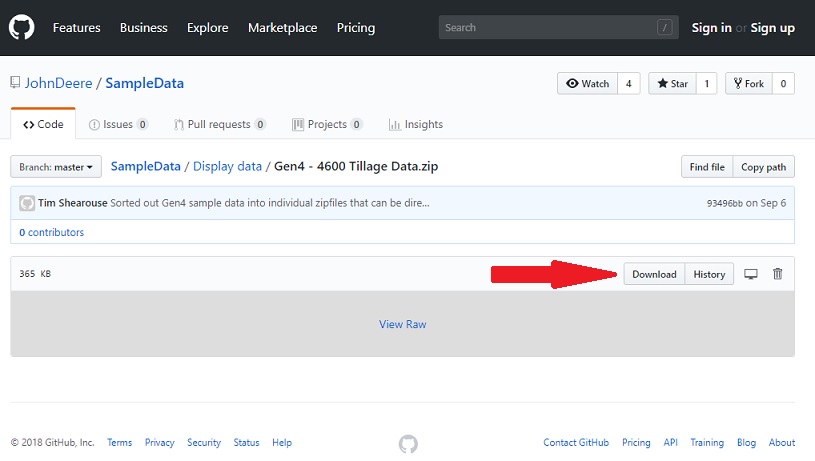 Features Business Explore Marketplace Pricing Search / Sign in or Sign up
JohnDeere / SampleData Watch 4 Star 1 Fork 0
Code Issues 0 Pull requests 0 Projects 0 Insights
Branch: master SampleData / Display data / Gen4 - 4600 Tillage Data.zip Find file Copy path
Tim Shearouse Sorted out Gen4 sample data into individual zipfiles that can be dire... 93496bb on Sep 6
0 contributors
365 KB Download History
View Raw
© 2018 GitHub, Inc. Terms Privacy Security Status Help Contact GitHub Pricing API Training Blog About